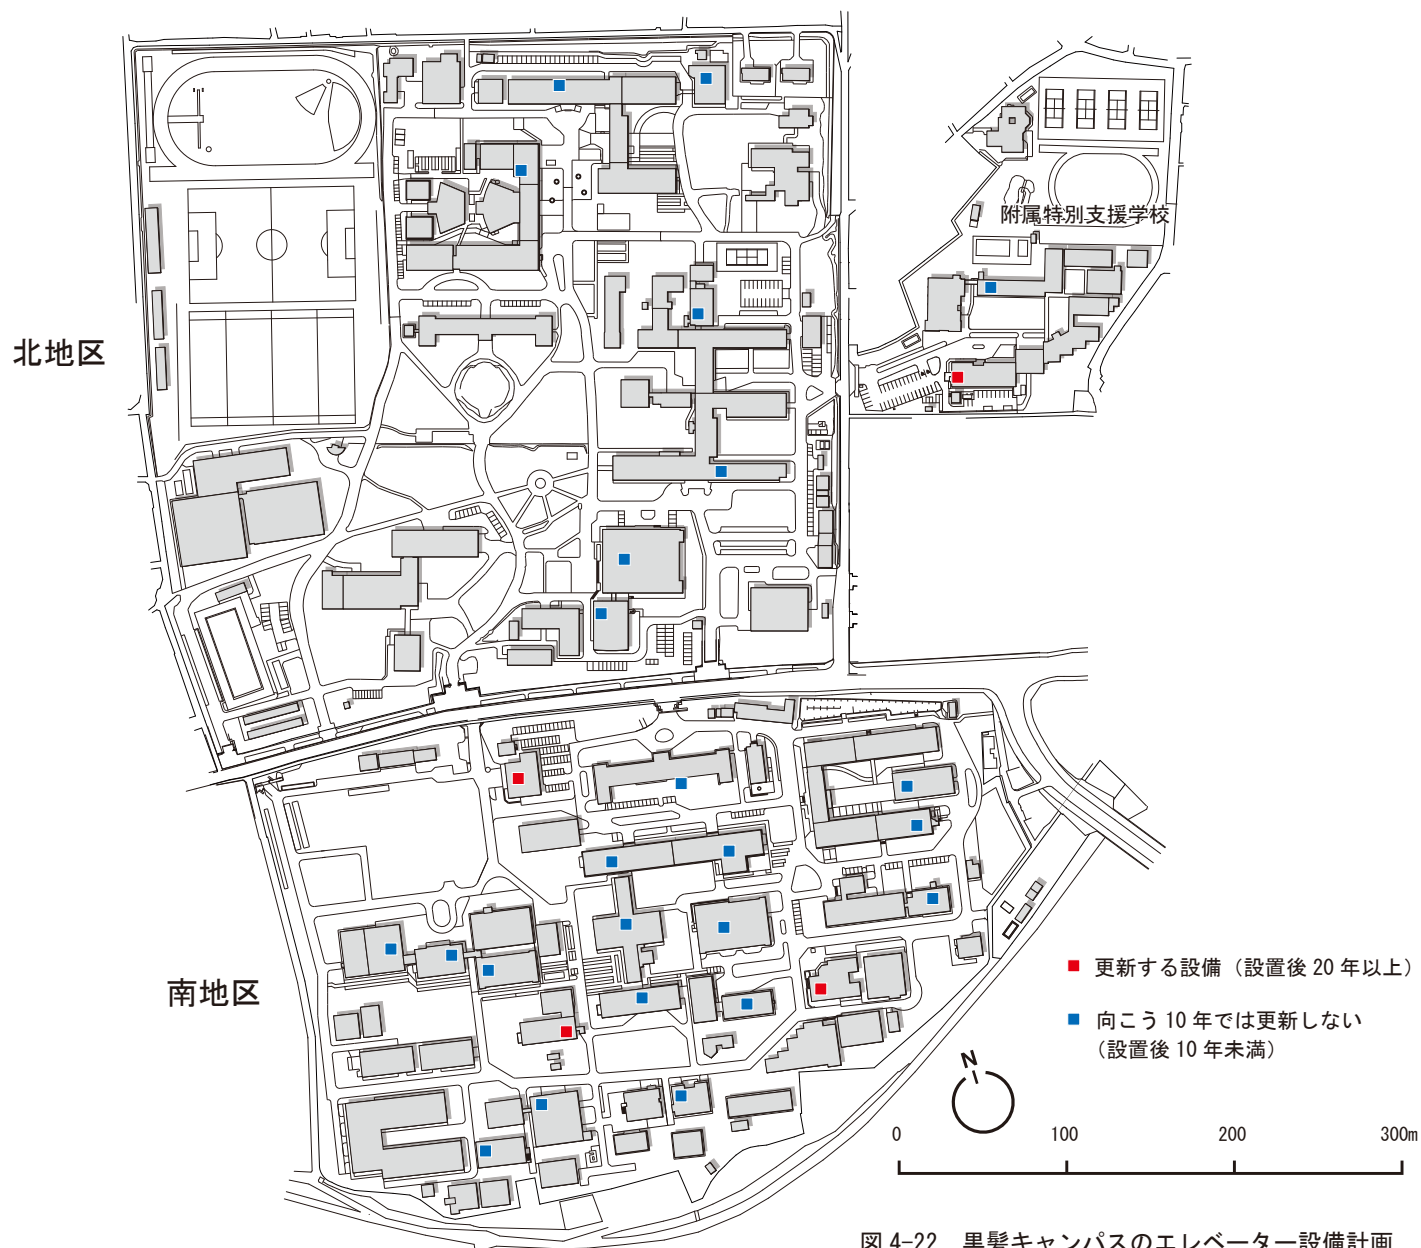 附属特別支援学校
北地区
南地区
更新する設備（設置後 20 年以上）
向こう 10 年では更新しない
（設置後 10 年未満）
N
0 100 200 300m
図 4-22 黒髪キャンパスのエレベーター設備計画